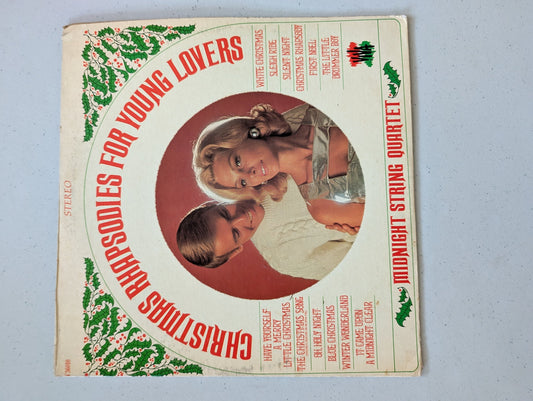 STEREO
CHRISTMAS RHAPSODIES FOR YOUNG LOVERS
HAVE YOURSELF
A MERRY
LITTLE CHRISTMAS
THE CHRISTMAS SONG
OH, HOLY NIGHT
BLUE CHRISTMAS
WINTER WONDERLAND
IT CAME UPON
A MIDNIGHT CLEAR
WHITE CHRISTMAS
SLEIGH RIDE
SILENT NIGHT
CHRISTMAS RHAPSODY
FIRST NOEL
THE LITTLE
DRUMMER BOY
MIDNIGHT STRING QUARTET